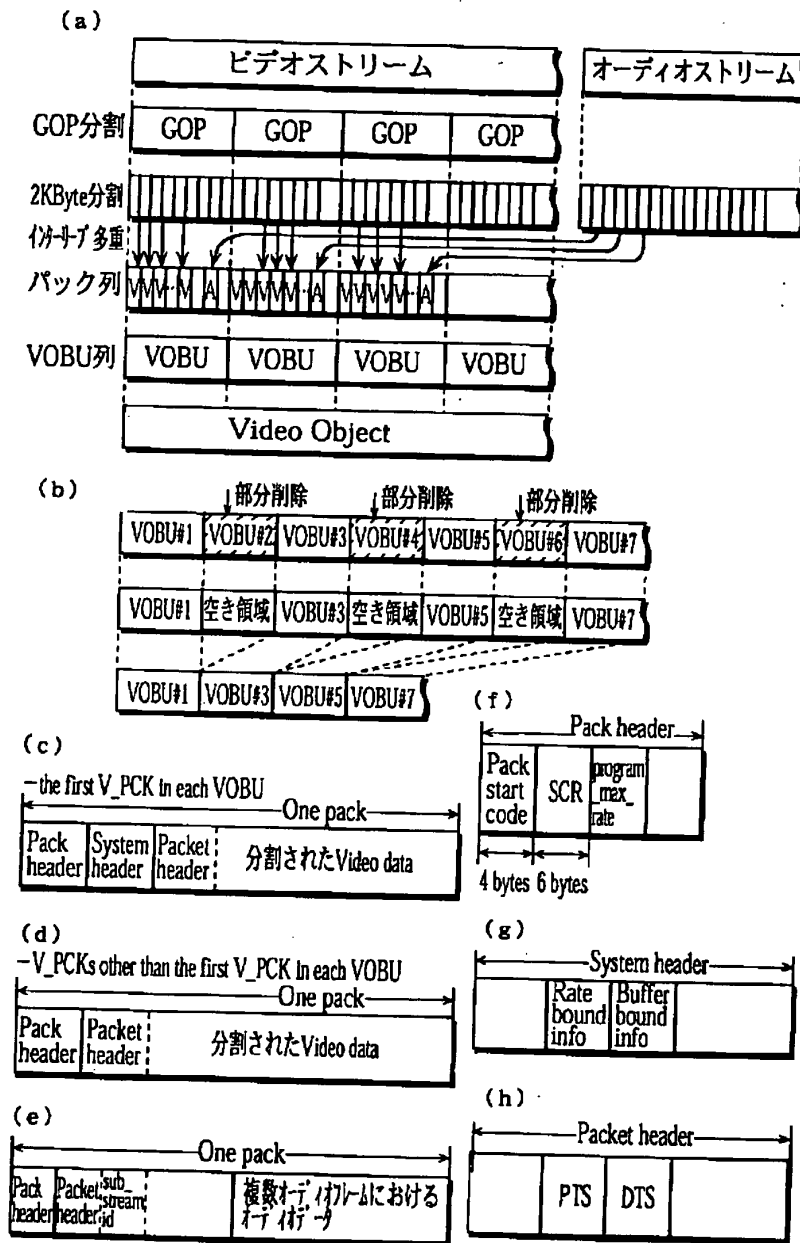 (a)
ビデオストリーム
オーディオストリーム
GOP分割
GOP
GOP
GOP
GOP
2KByte分割
インターリーブ多重
パック列
V V V … V A V V V V V … A V V V V V … A
VOBU列
VOBU
VOBU
VOBU
VOBU
Video Object
(b)
部分削除
部分削除
部分削除
VOBU#1
VOBU#2
VOBU#3
VOBU#4
VOBU#5
VOBU#6
VOBU#7
VOBU#1
空き領域
VOBU#3
空き領域
VOBU#5
空き領域
VOBU#7
VOBU#1
VOBU#3
VOBU#5
VOBU#7
(c)
−the first V_PCK in each VOBU
One pack
Pack
header
System
header
Packet
header
分割されたVideo data
(d)
−V_PCKs other than the first V_PCK in each VOBU
One pack
Pack
header
Packet
header
分割されたVideo data
(e)
One pack
Pack
header
Packet
header
sub_
stream
id
複数オーディオフレームにおける
オーディオデータ
(f)
Pack header
Pack
start
code
SCR
program
_max_
rate
4 bytes
6 bytes
(g)
System header
Rate
bound
info
Buffer
bound
info
(h)
Packet header
PTS
DTS